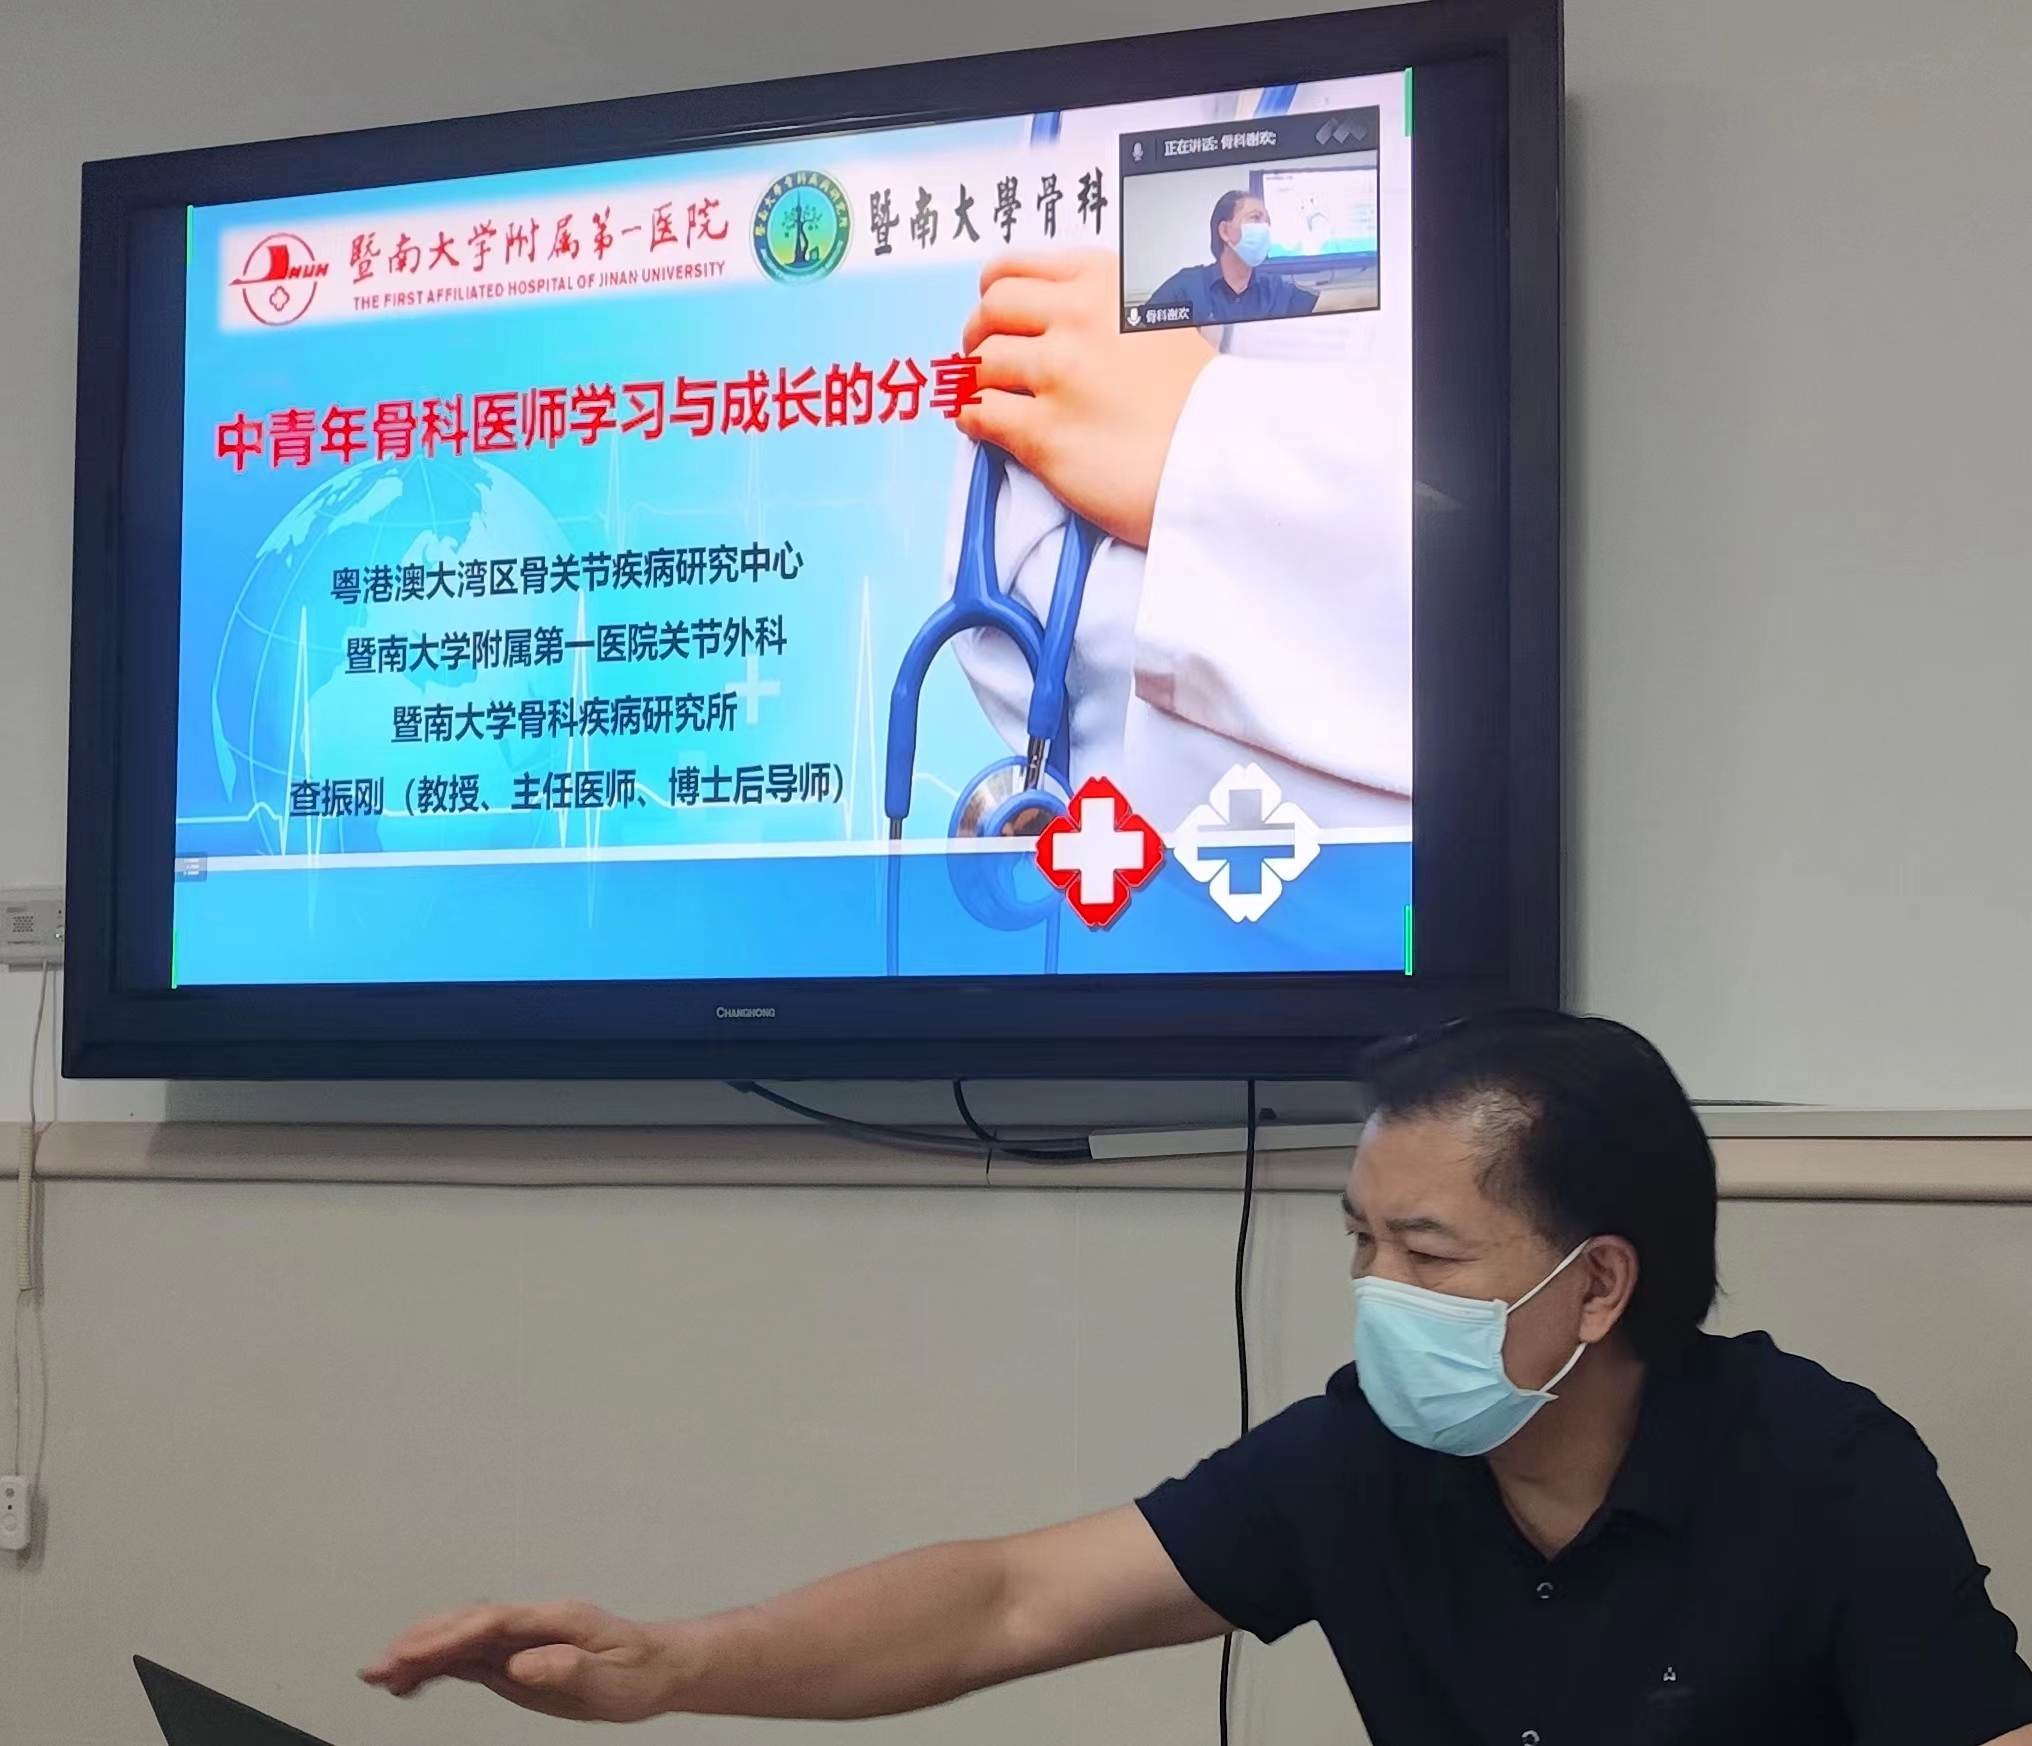 暨南大学附属第一医院
THE FIRST AFFILIATED HOSPITAL OF JINAN UNIVERSITY
暨南大學骨科
正在讲话: 骨科谢欢;
骨科谢欢
中青年骨科医师学习与成长的分享
粤港澳大湾区骨关节疾病研究中心
暨南大学附属第一医院关节外科
暨南大学骨科疾病研究所
查振刚（教授、主任医师、博士后导师）
CHANGHONG